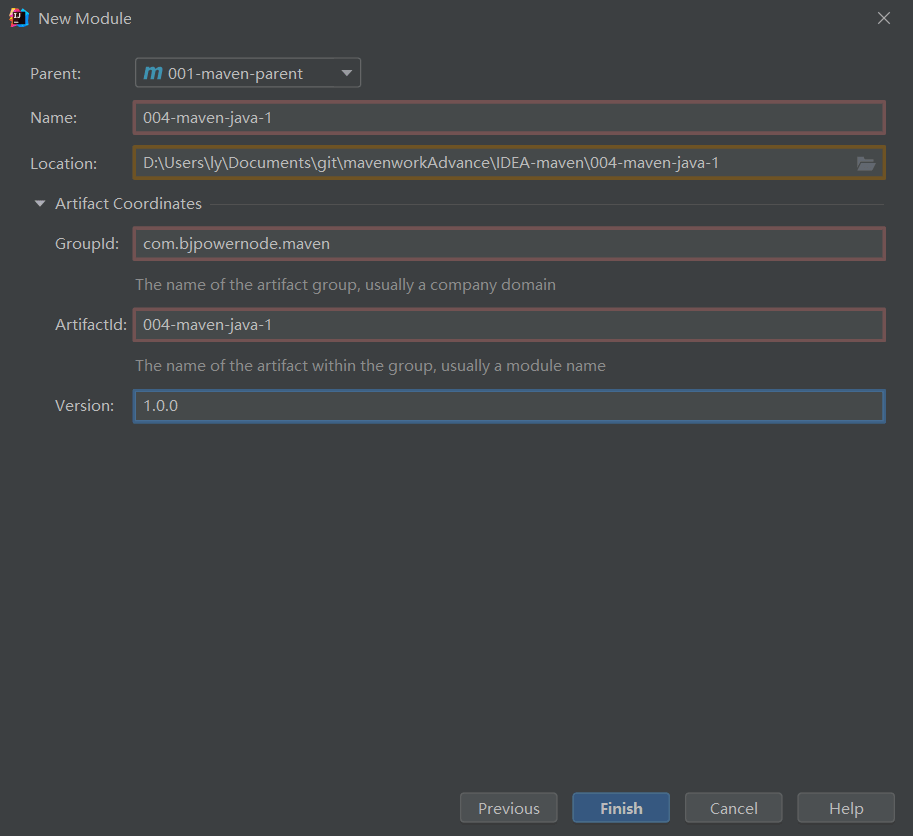 New Module
Parent: m 001-maven-parent
Name: 004-maven-java-1
Location: D:\Users\ly\Documents\git\mavenworkAdvance\IDEA-maven\004-maven-java-1
Artifact Coordinates
GroupId: com.bjpowernode.maven
The name of the artifact group, usually a company domain
ArtifactId: 004-maven-java-1
The name of the artifact within the group, usually a module name
Version: 1.0.0
Previous Finish Cancel Help